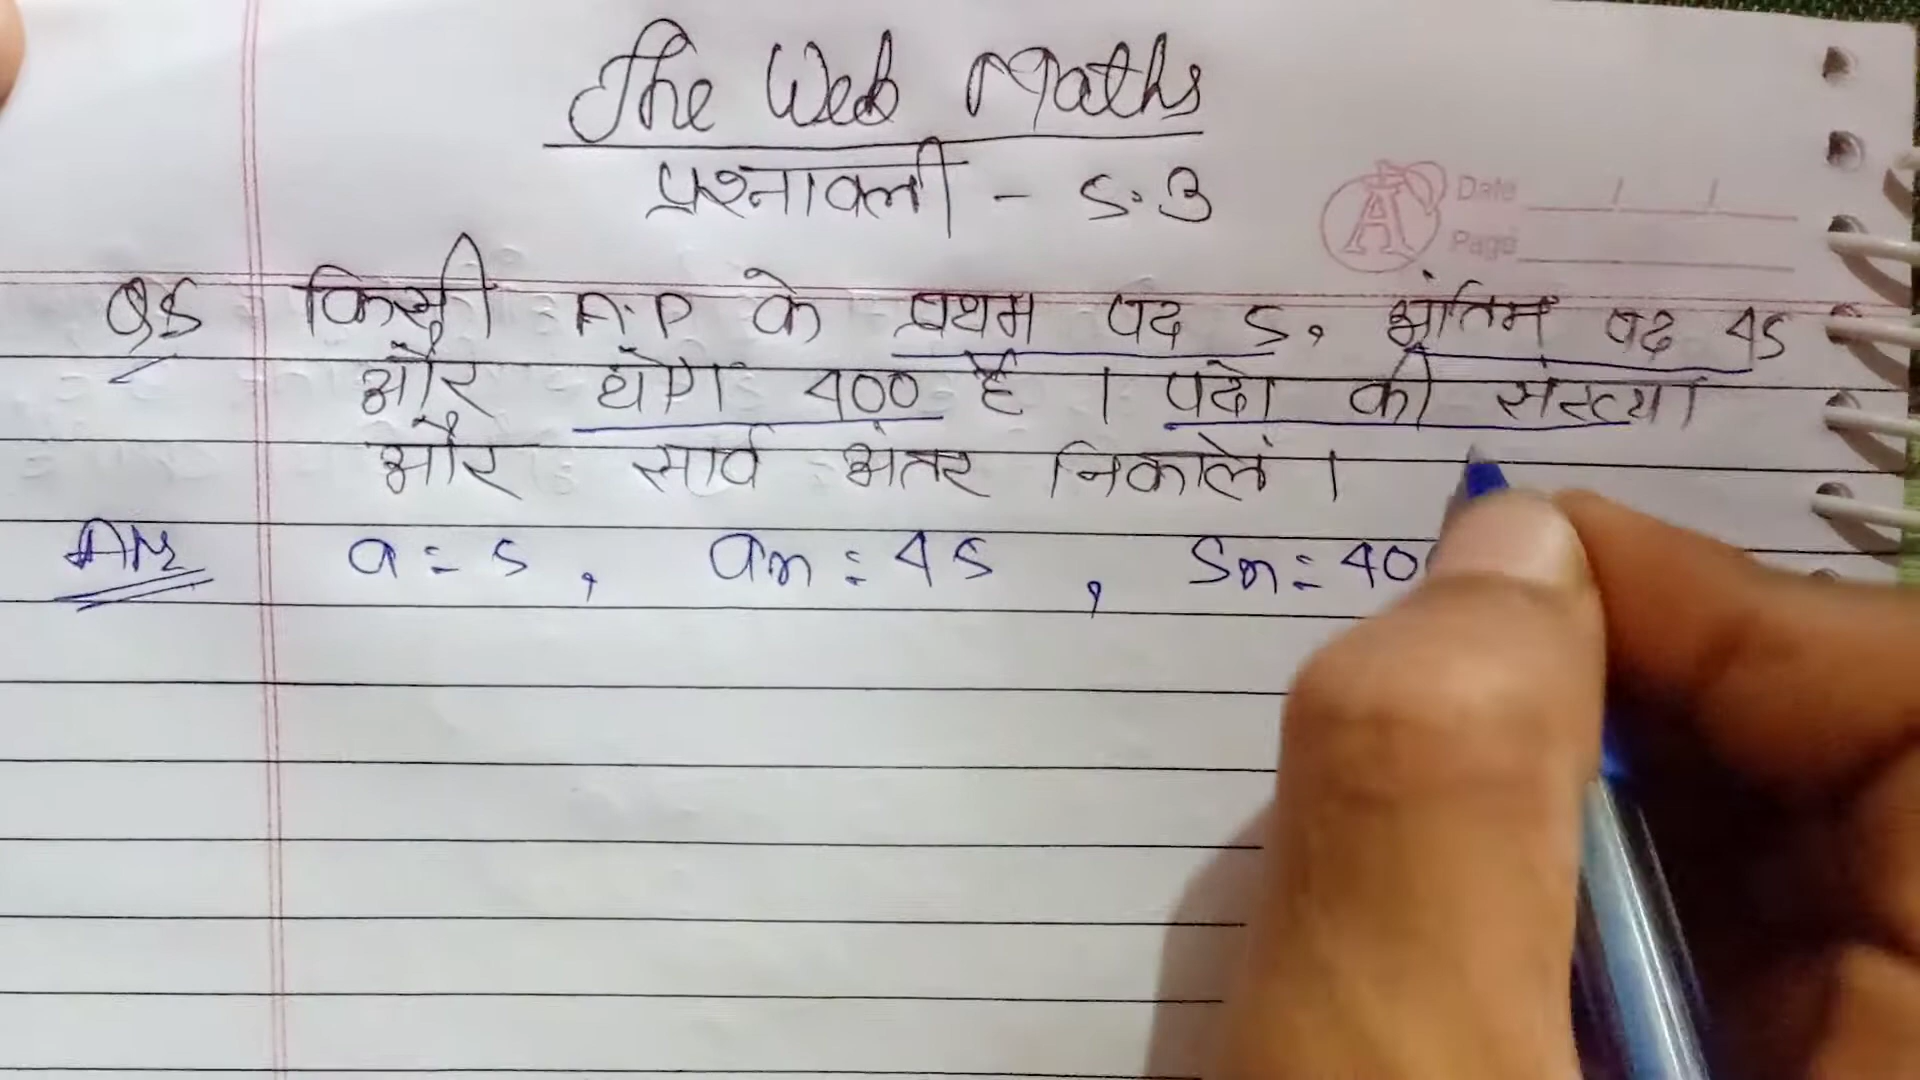 The Web Maths
प्रश्नावली - 5.3
Date / /
Page
Q5 किसी A.P के प्रथम पद 5, अंतिम पद 45
और योग 400 है । पदो की संख्या
और सार्व अंतर निकालें ।
Ans a = 5 , an = 45 , Sn = 40